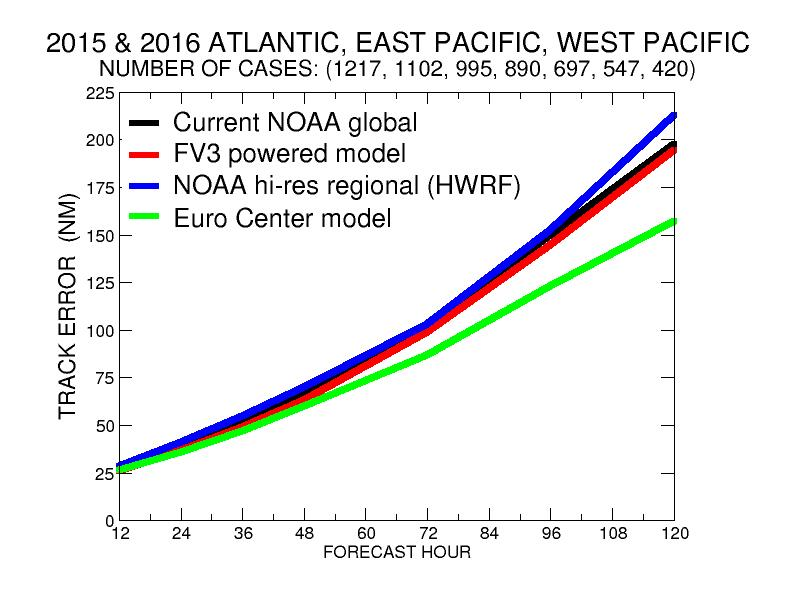 2015 & 2016 ATLANTIC, EAST PACIFIC, WEST PACIFIC
NUMBER OF CASES: (1217, 1102, 995, 890, 697, 547, 420)
Current NOAA global
FV3 powered model
NOAA hi-res regional (HWRF)
Euro Center model
TRACK ERROR (NM)
225
200
175
150
125
100
75
50
25
0
12 24 36 48 60 72 84 96 108 120
FORECAST HOUR